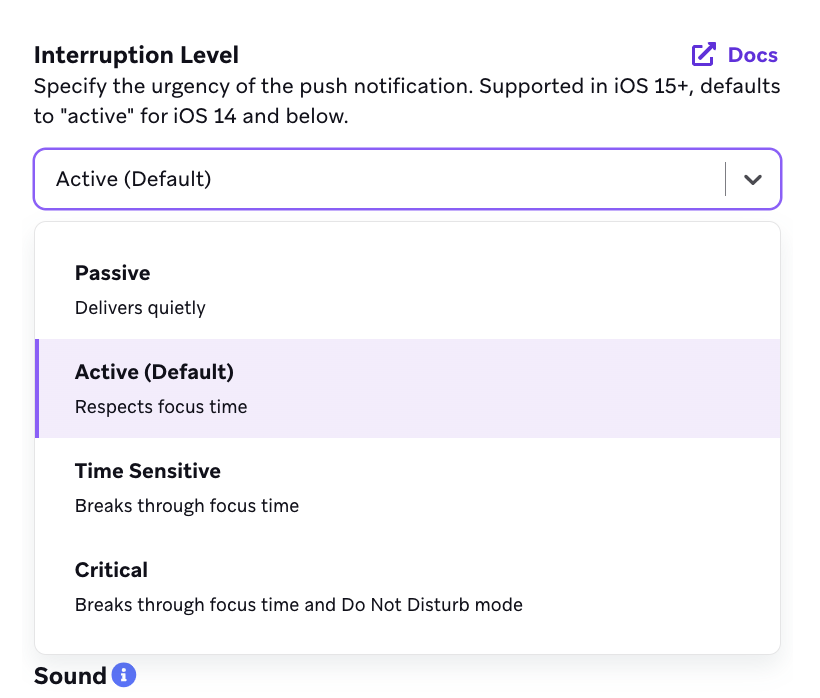 Interruption Level
Docs
Specify the urgency of the push notification. Supported in iOS 15+, defaults
to "active" for iOS 14 and below.
Active (Default)
Passive
Delivers quietly
Active (Default)
Respects focus time
Time Sensitive
Breaks through focus time
Critical
Breaks through focus time and Do Not Disturb mode
Sound